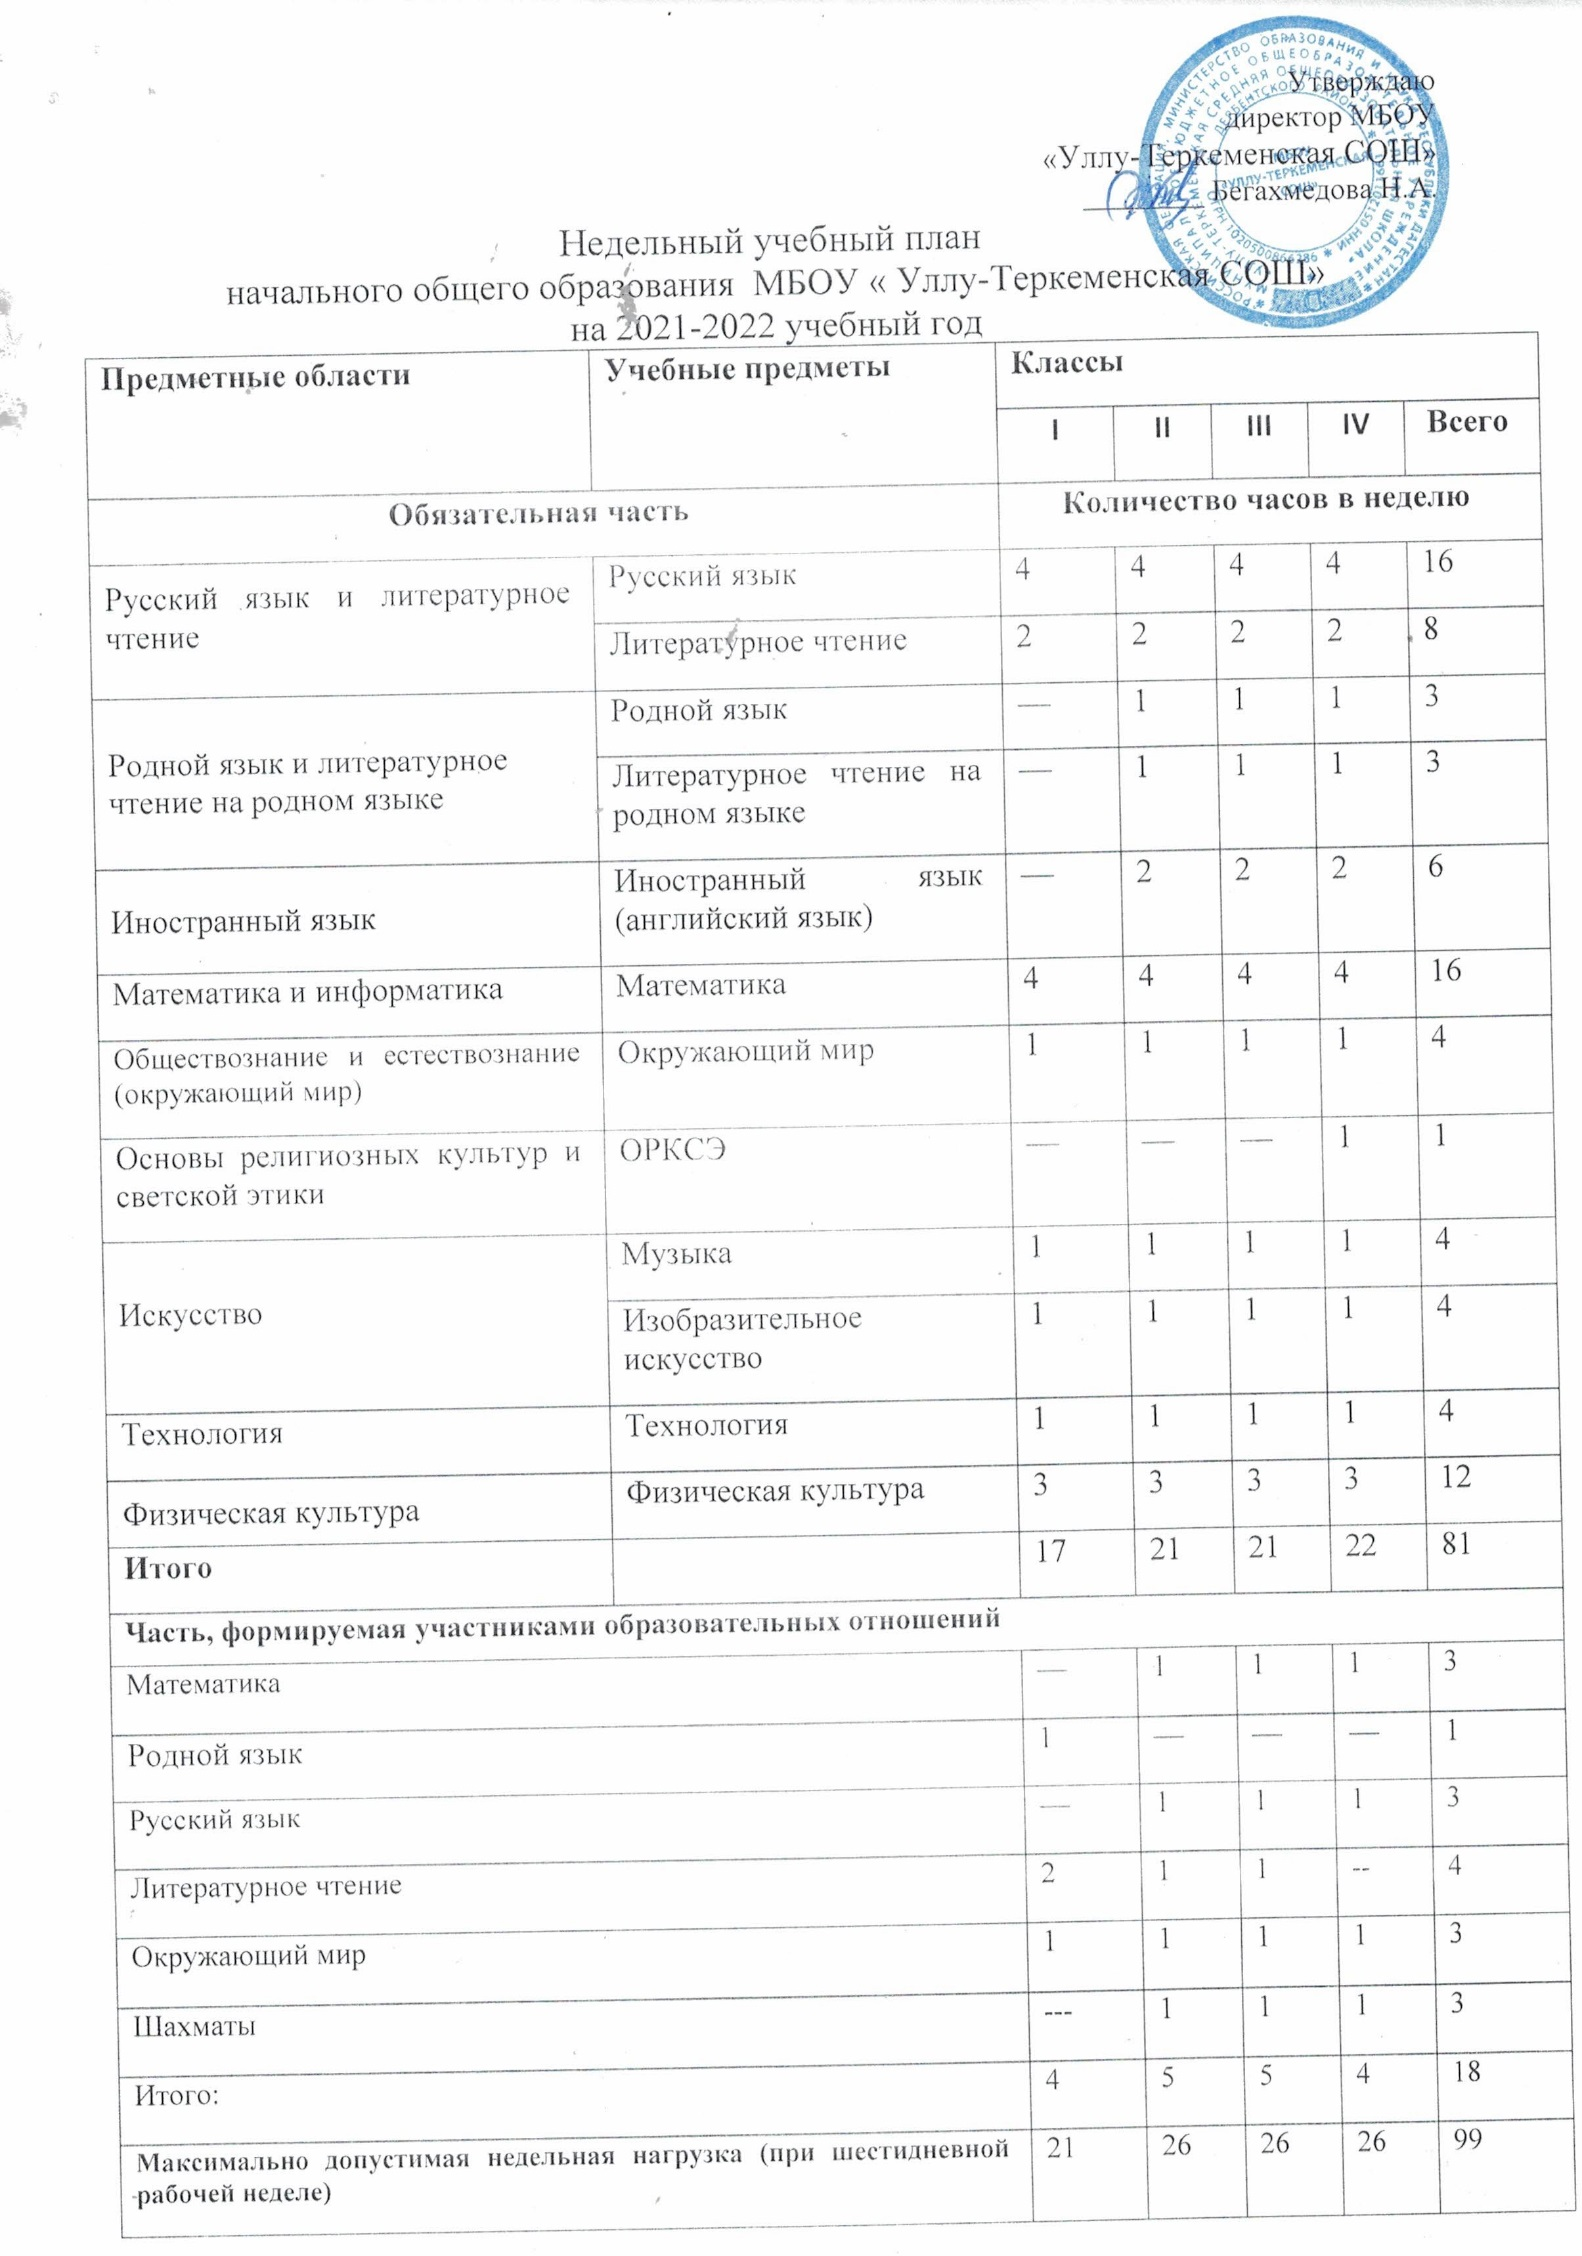 Утверждаю
директор МБОУ
«Уллу-Теркеменская СОШ»
Бегахмедова Н.А.
Недельный учебный план
начального общего образования МБОУ « Уллу-Теркеменская СОШ»
на 2021-2022 учебный год
Предметные области Учебные предметы Классы
I II III IV Всего
Обязательная часть Количество часов в неделю
Русский язык и литературное
чтение
Русский язык 4 4 4 4 16
Литературное чтение 2 2 2 2 8
Родной язык и литературное
чтение на родном языке
Родной язык — 1 1 1 3
Литературное чтение на — 1 1 1 3
родном языке
Иностранный язык
Иностранный язык — 2 2 2 6
(английский язык)
Математика и информатика Математика 4 4 4 4 16
Обществознание и естествознание Окружающий мир 1 1 1 1 4
(окружающий мир)
Основы религиозных культур и ОРКСЭ — — — 1 1
светской этики
Искусство
Музыка 1 1 1 1 4
Изобразительное 1 1 1 1 4
искусство
Технология Технология 1 1 1 1 4
Физическая культура Физическая культура 3 3 3 3 12
Итого 17 21 21 22 81
Часть, формируемая участниками образовательных отношений
Математика — 1 1 1 3
Родной язык 1 — — — 1
Русский язык — 1 1 1 3
Литературное чтение 2 1 1 -- 4
Окружающий мир 1 1 1 1 3
Шахматы --- 1 1 1 3
Итого: 4 5 5 4 18
Максимально допустимая недельная нагрузка (при шестидневной 21 26 26 26 99
рабочей неделе)